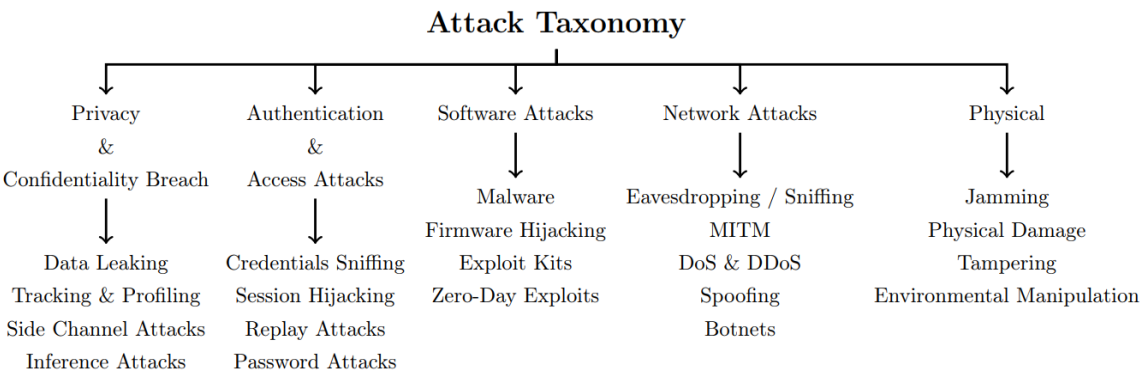 Attack Taxonomy
Privacy
&
Confidentiality Breach
Data Leaking
Tracking & Profiling
Side Channel Attacks
Inference Attacks
Authentication
&
Access Attacks
Credentials Sniffing
Session Hijacking
Replay Attacks
Password Attacks
Software Attacks
Malware
Firmware Hijacking
Exploit Kits
Zero-Day Exploits
Network Attacks
Eavesdropping / Sniffing
MITM
DoS & DDoS
Spoofing
Botnets
Physical
Jamming
Physical Damage
Tampering
Environmental Manipulation